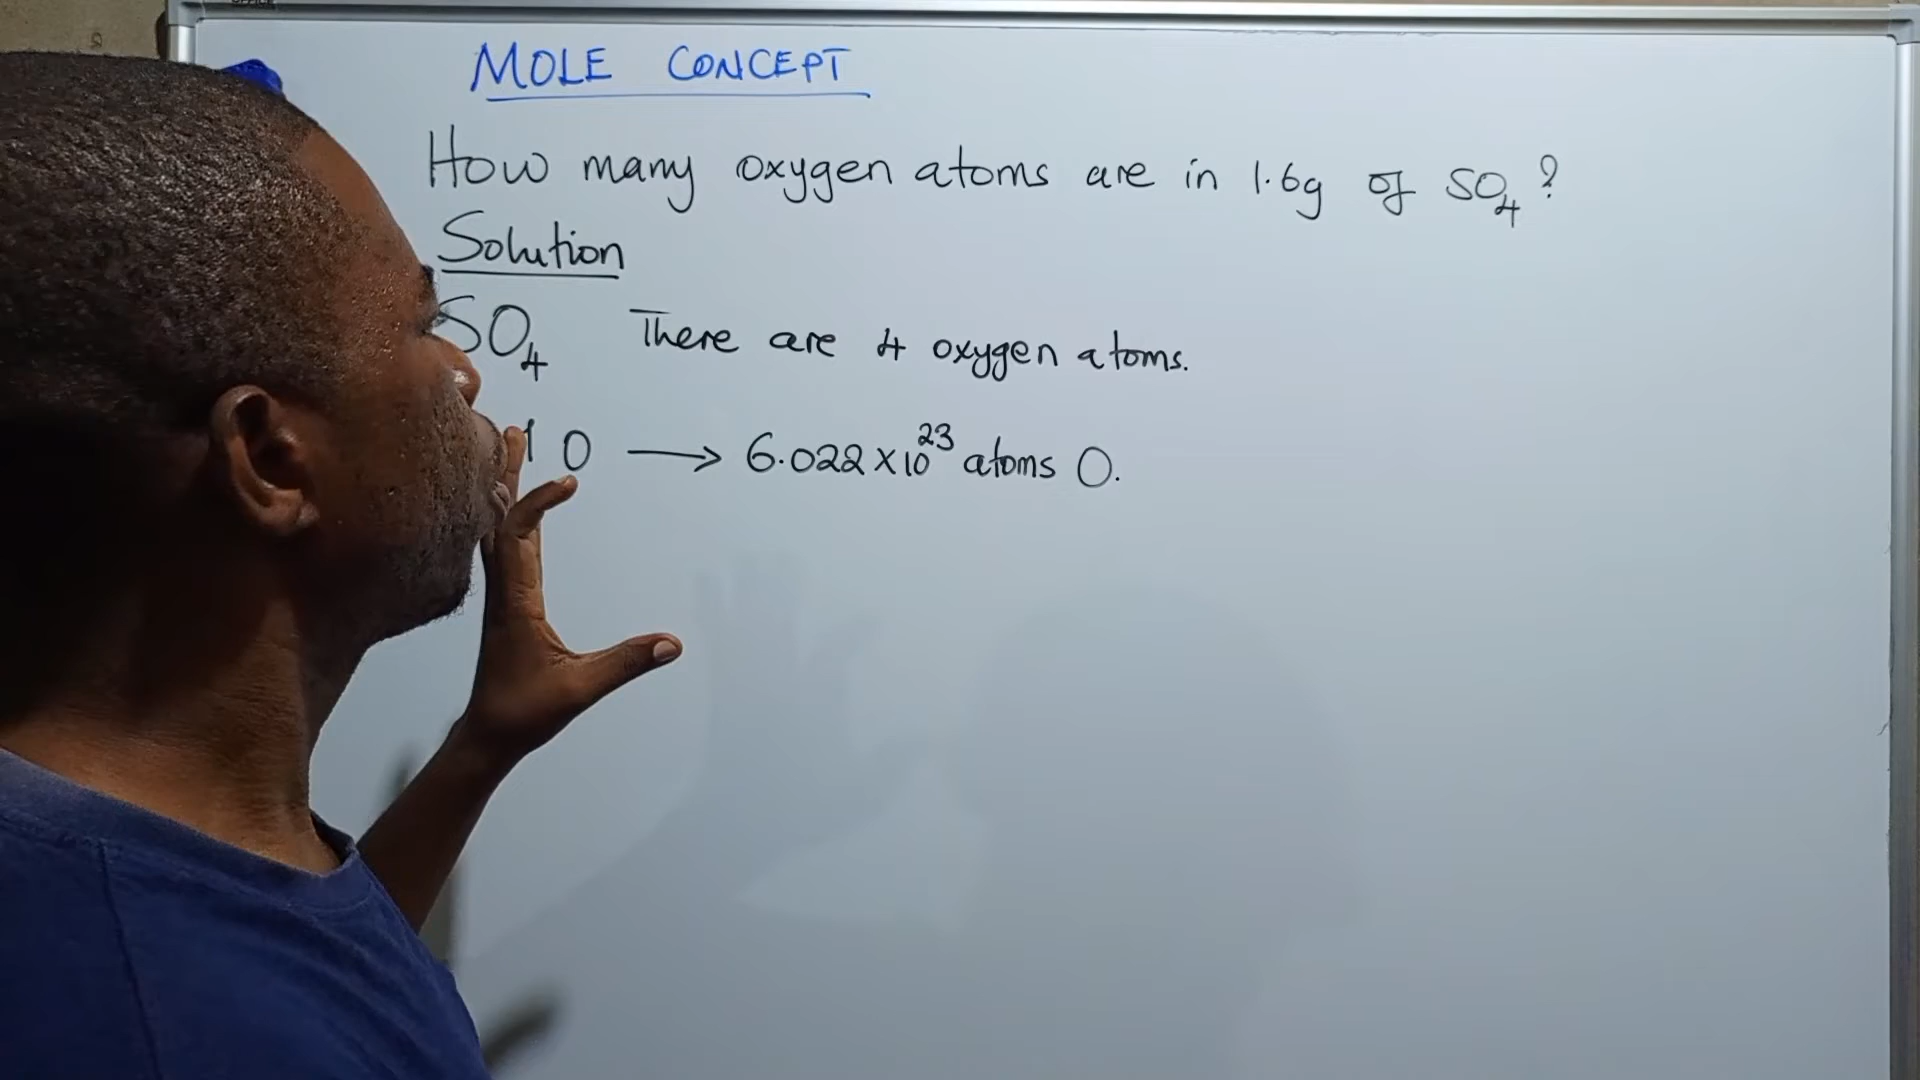 MOLE CONCEPT
How many oxygen atoms are in 1.6g of SO₄?
Solution
SO₄ There are 4 oxygen atoms.
O → 6.022×10²³ atoms O.